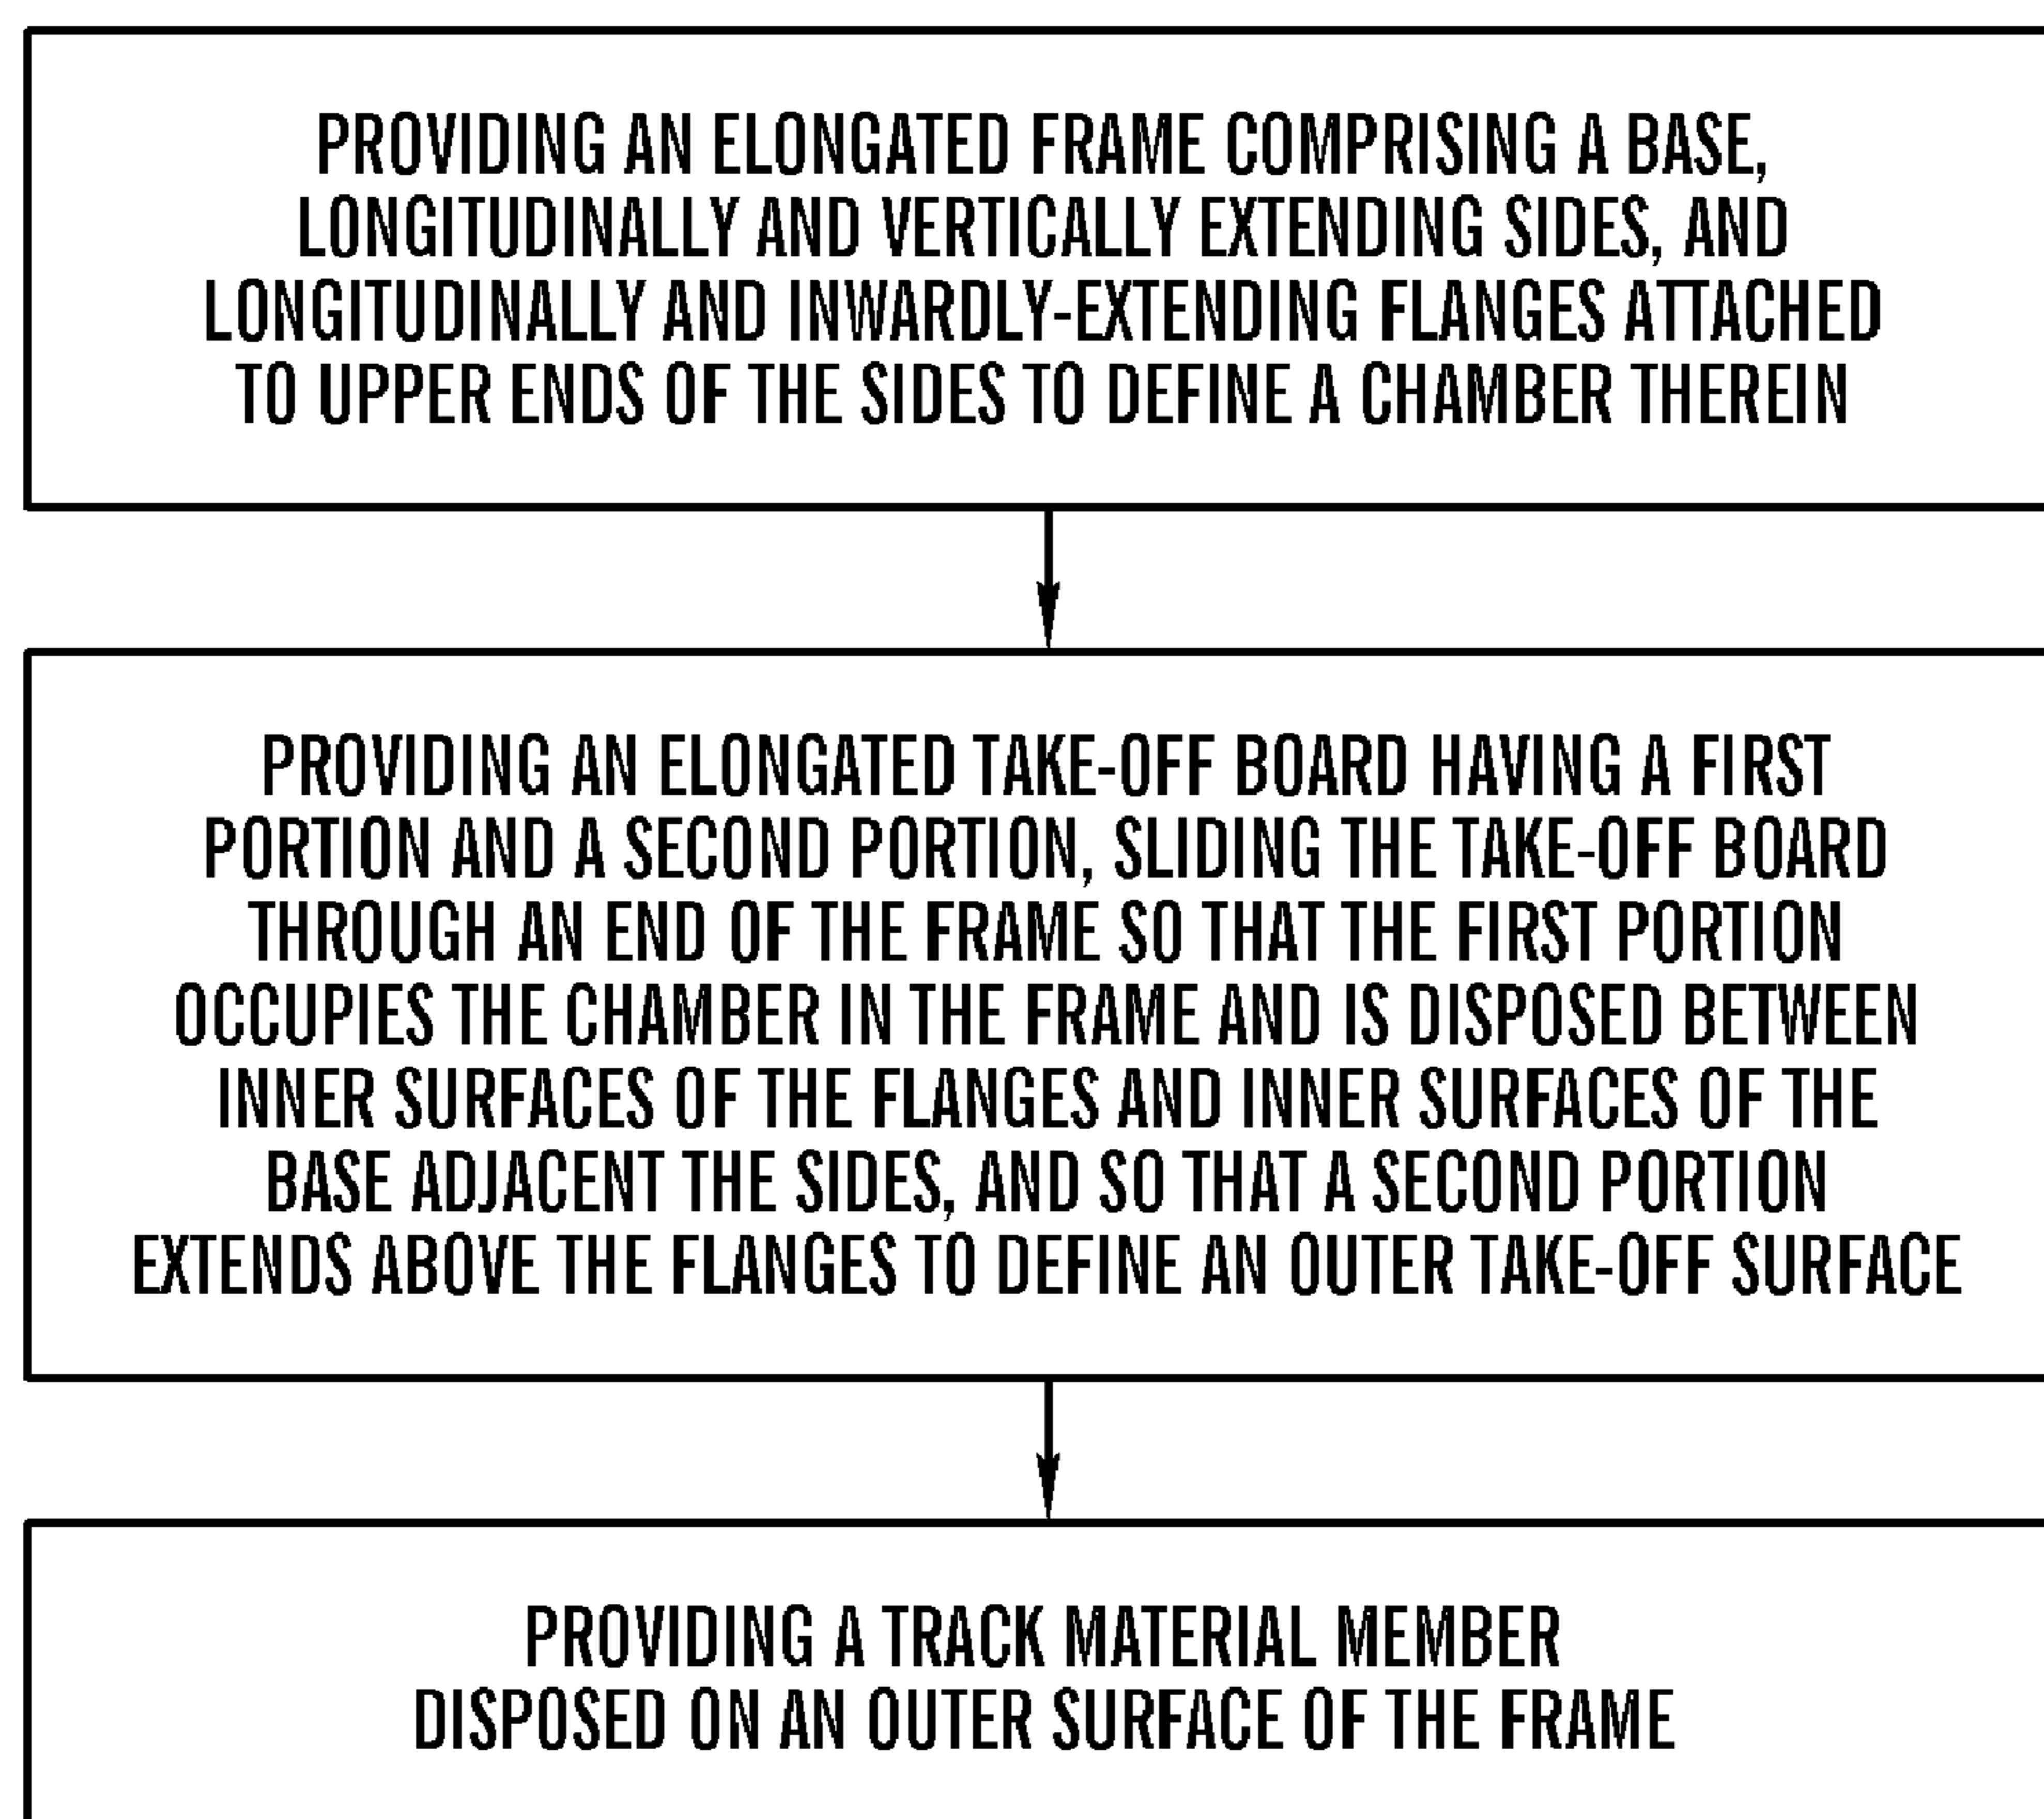 PROVIDING AN ELONGATED FRAME COMPRISING A BASE,
LONGITUDINALLY AND VERTICALLY EXTENDING SIDES, AND
LONGITUDINALLY AND INWARDLY-EXTENDING FLANGES ATTACHED
TO UPPER ENDS OF THE SIDES TO DEFINE A CHAMBER THEREIN
PROVIDING AN ELONGATED TAKE-OFF BOARD HAVING A FIRST
PORTION AND A SECOND PORTION, SLIDING THE TAKE-OFF BOARD
THROUGH AN END OF THE FRAME SO THAT THE FIRST PORTION
OCCUPIES THE CHAMBER IN THE FRAME AND IS DISPOSED BETWEEN
INNER SURFACES OF THE FLANGES AND INNER SURFACES OF THE
BASE ADJACENT THE SIDES, AND SO THAT A SECOND PORTION
EXTENDS ABOVE THE FLANGES TO DEFINE AN OUTER TAKE-OFF SURFACE
PROVIDING A TRACK MATERIAL MEMBER
DISPOSED ON AN OUTER SURFACE OF THE FRAME